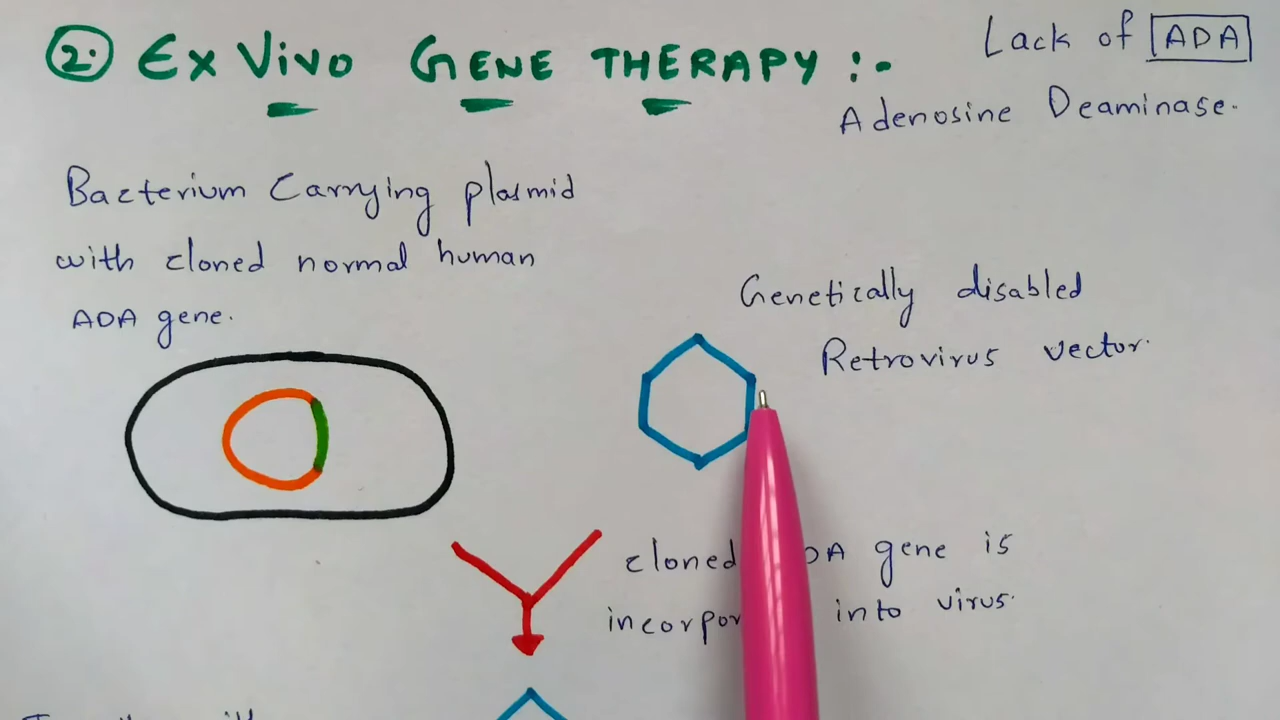 2. Ex Vivo GENE THERAPY :-
Lack of ADA
Adenosine Deaminase.
Bacterium Carrying plasmid
with cloned normal human
ADA gene.
Genetically disabled
Retrovirus vector.
cloned DA gene is
incorpor into virus.